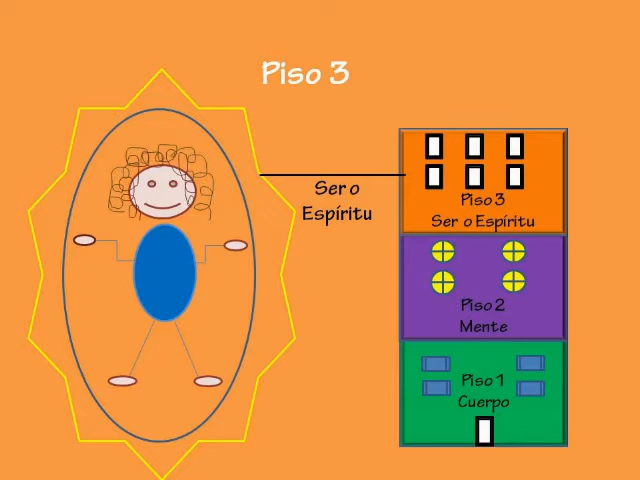 Piso 3
Ser o
Espíritu
Piso 3
Ser o Espíritu
Piso 2
Mente
Piso 1
Cuerpo